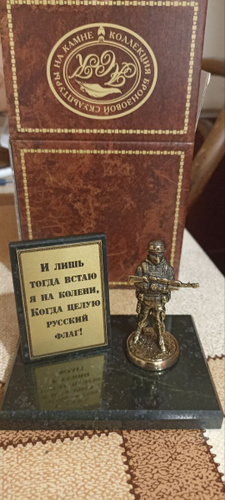 КОЛЛЕКЦИЯ БРОНЗОВОЙ СКУЛЬПТУРЫ НА КАМНЕ
И ЛИШЬ
ТОГДА ВСТАЮ
Я НА КОЛЕНИ,
КОГДА ЦЕЛУЮ
РУССКИЙ
ФЛАГ!